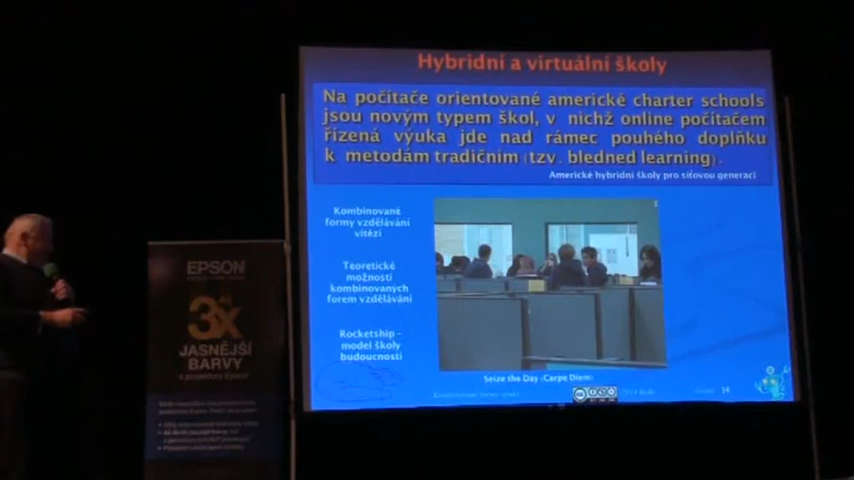 Hybridní a virtuální školy
Na počítače orientované americké charter schools
jsou novým typem škol, v nichž online počítačem
řízená výuka jde nad rámec pouhého doplňku
k metodám tradičním (tzv. bledned learning).
Americké hybridní školy pro síťovou generaci
Kombinované
formy vzdělávání
vítězí
Teoretické
možnosti
kombinovaných
forem vzdělávání
Rocketship –
model školy
budoucnosti
Seize the Day (Carpe Diem)
14
EPSON
3x
JASNĚJŠÍ
BARVY
s projektory Epson